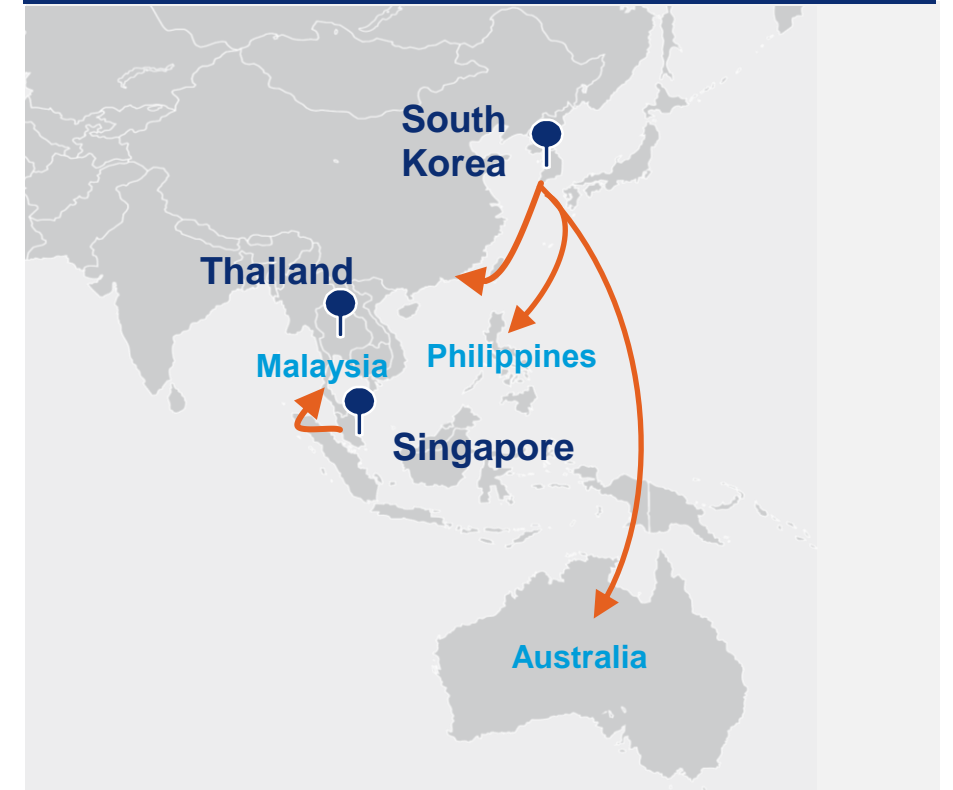 South
Korea
Thailand
Malaysia
Philippines
Singapore
Australia